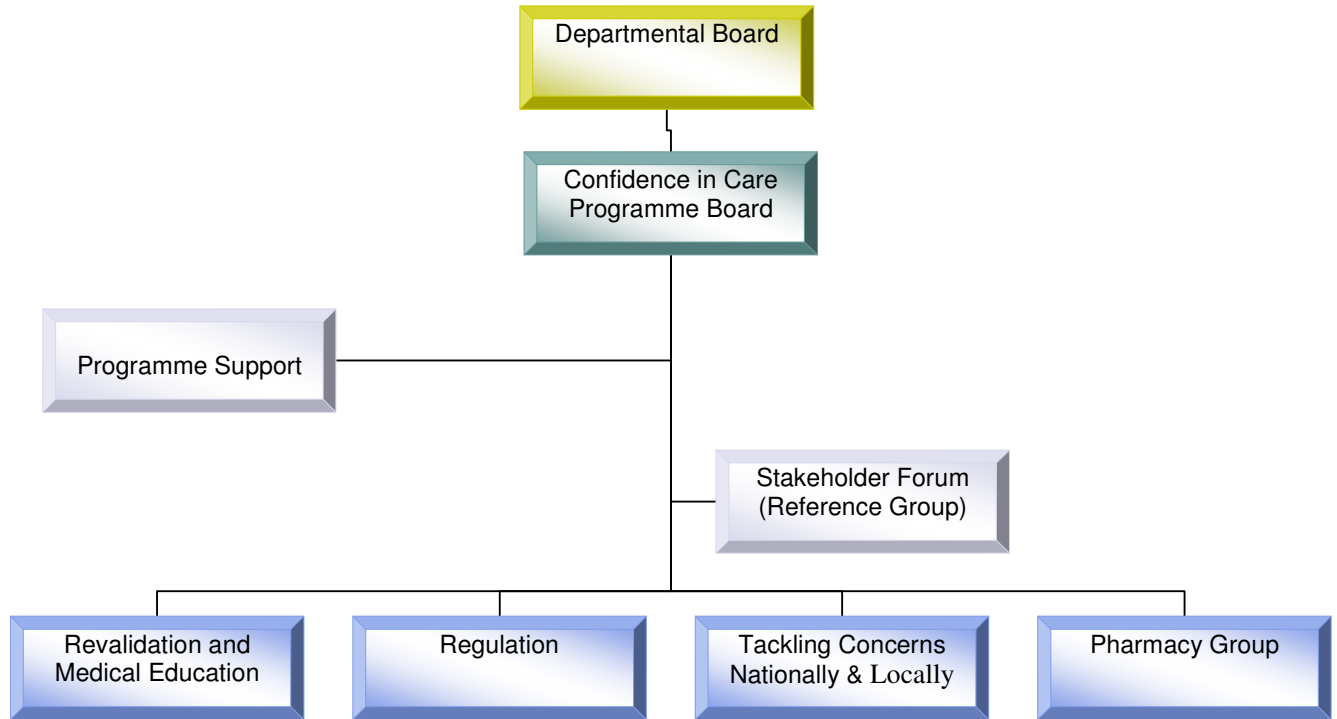 Departmental Board
Confidence in Care
Programme Board
Programme Support
Stakeholder Forum
(Reference Group)
Revalidation and
Medical Education
Regulation
Tackling Concerns
Nationally & Locally
Pharmacy Group